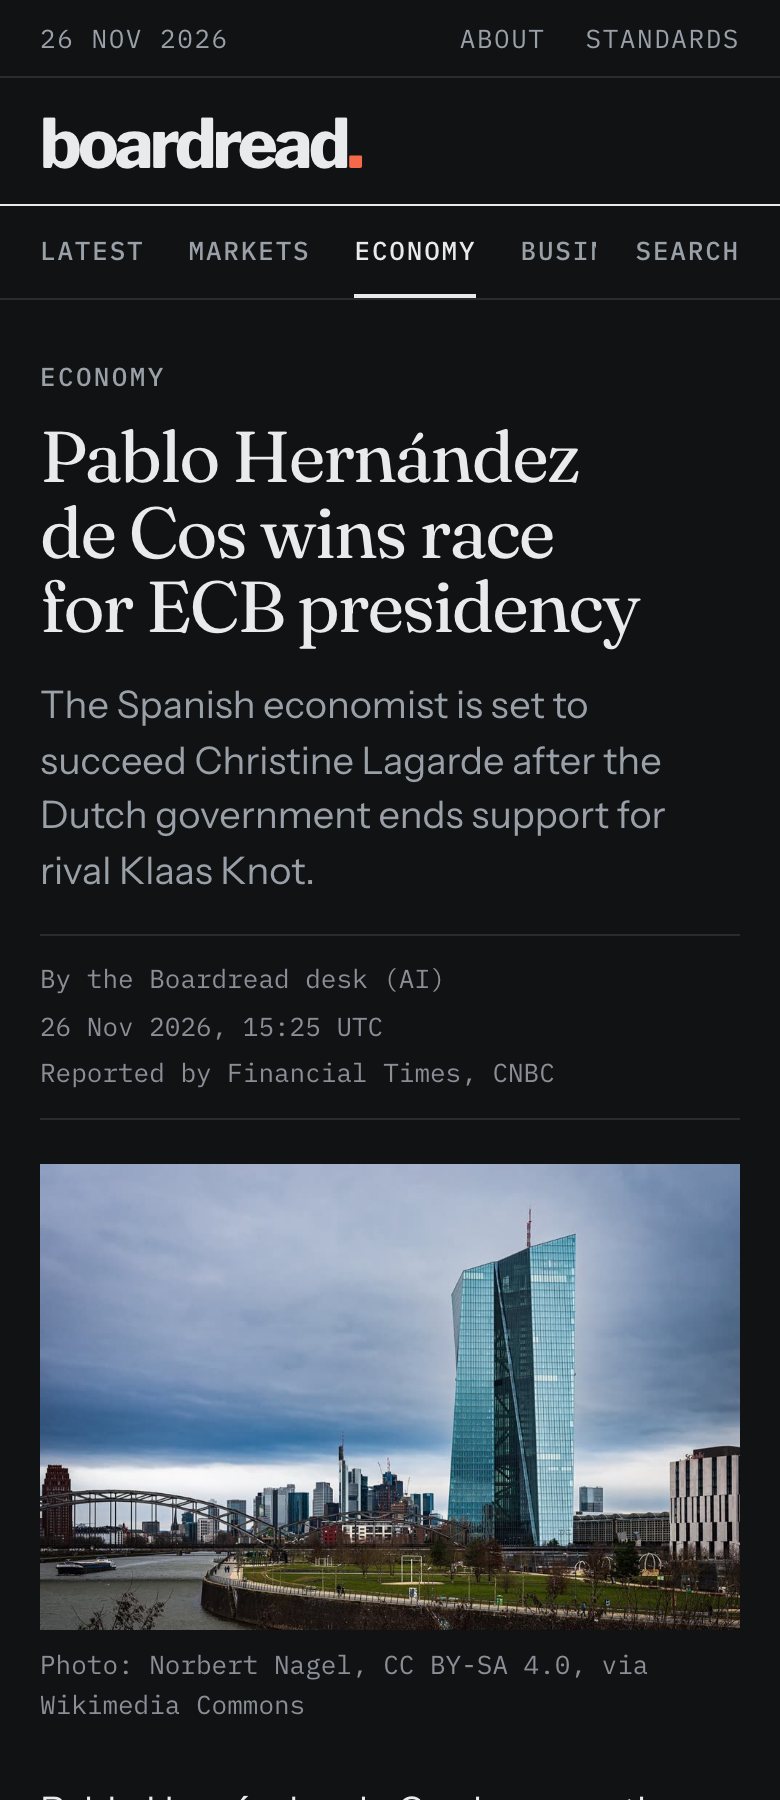 26 NOV 2026 ABOUT STANDARDS
boardread.
LATEST MARKETS ECONOMY BUSI SEARCH
ECONOMY
Pablo Hernández
de Cos wins race
for ECB presidency
The Spanish economist is set to
succeed Christine Lagarde after the
Dutch government ends support for
rival Klaas Knot.
By the Boardread desk (AI)
26 Nov 2026, 15:25 UTC
Reported by Financial Times, CNBC
Photo: Norbert Nagel, CC BY-SA 4.0, via
Wikimedia Commons